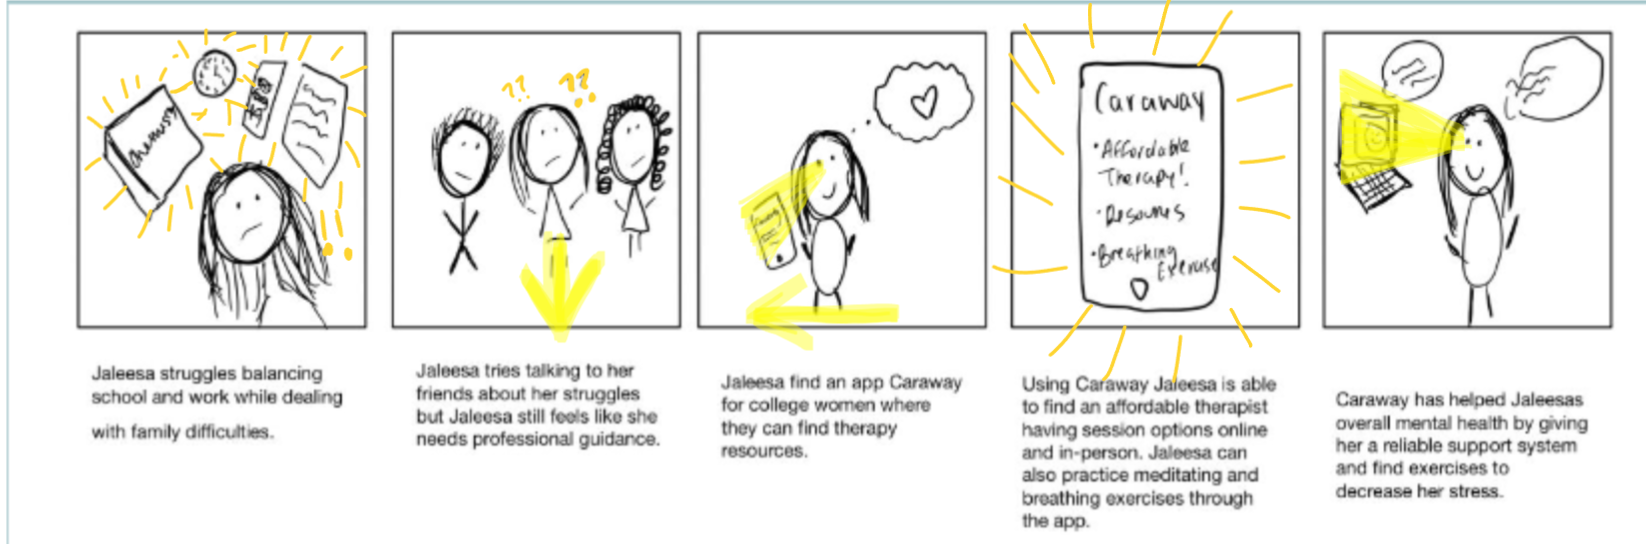 Chemistry
??
??
Caraway
Caraway
•Affordable
Therapy!
•Resources
•Breathing
Exercise
!!
Jaleesa struggles balancing
school and work while dealing
with family difficulties.
Jaleesa tries talking to her
friends about her struggles
but Jaleesa still feels like she
needs professional guidance.
Jaleesa find an app Caraway
for college women where
they can find therapy
resources.
Using Caraway Jaleesa is able
to find an affordable therapist
having session options online
and in-person. Jaleesa can
also practice meditating and
breathing exercises through
the app.
Caraway has helped Jaleesas
overall mental health by giving
her a reliable support system
and find exercises to
decrease her stress.